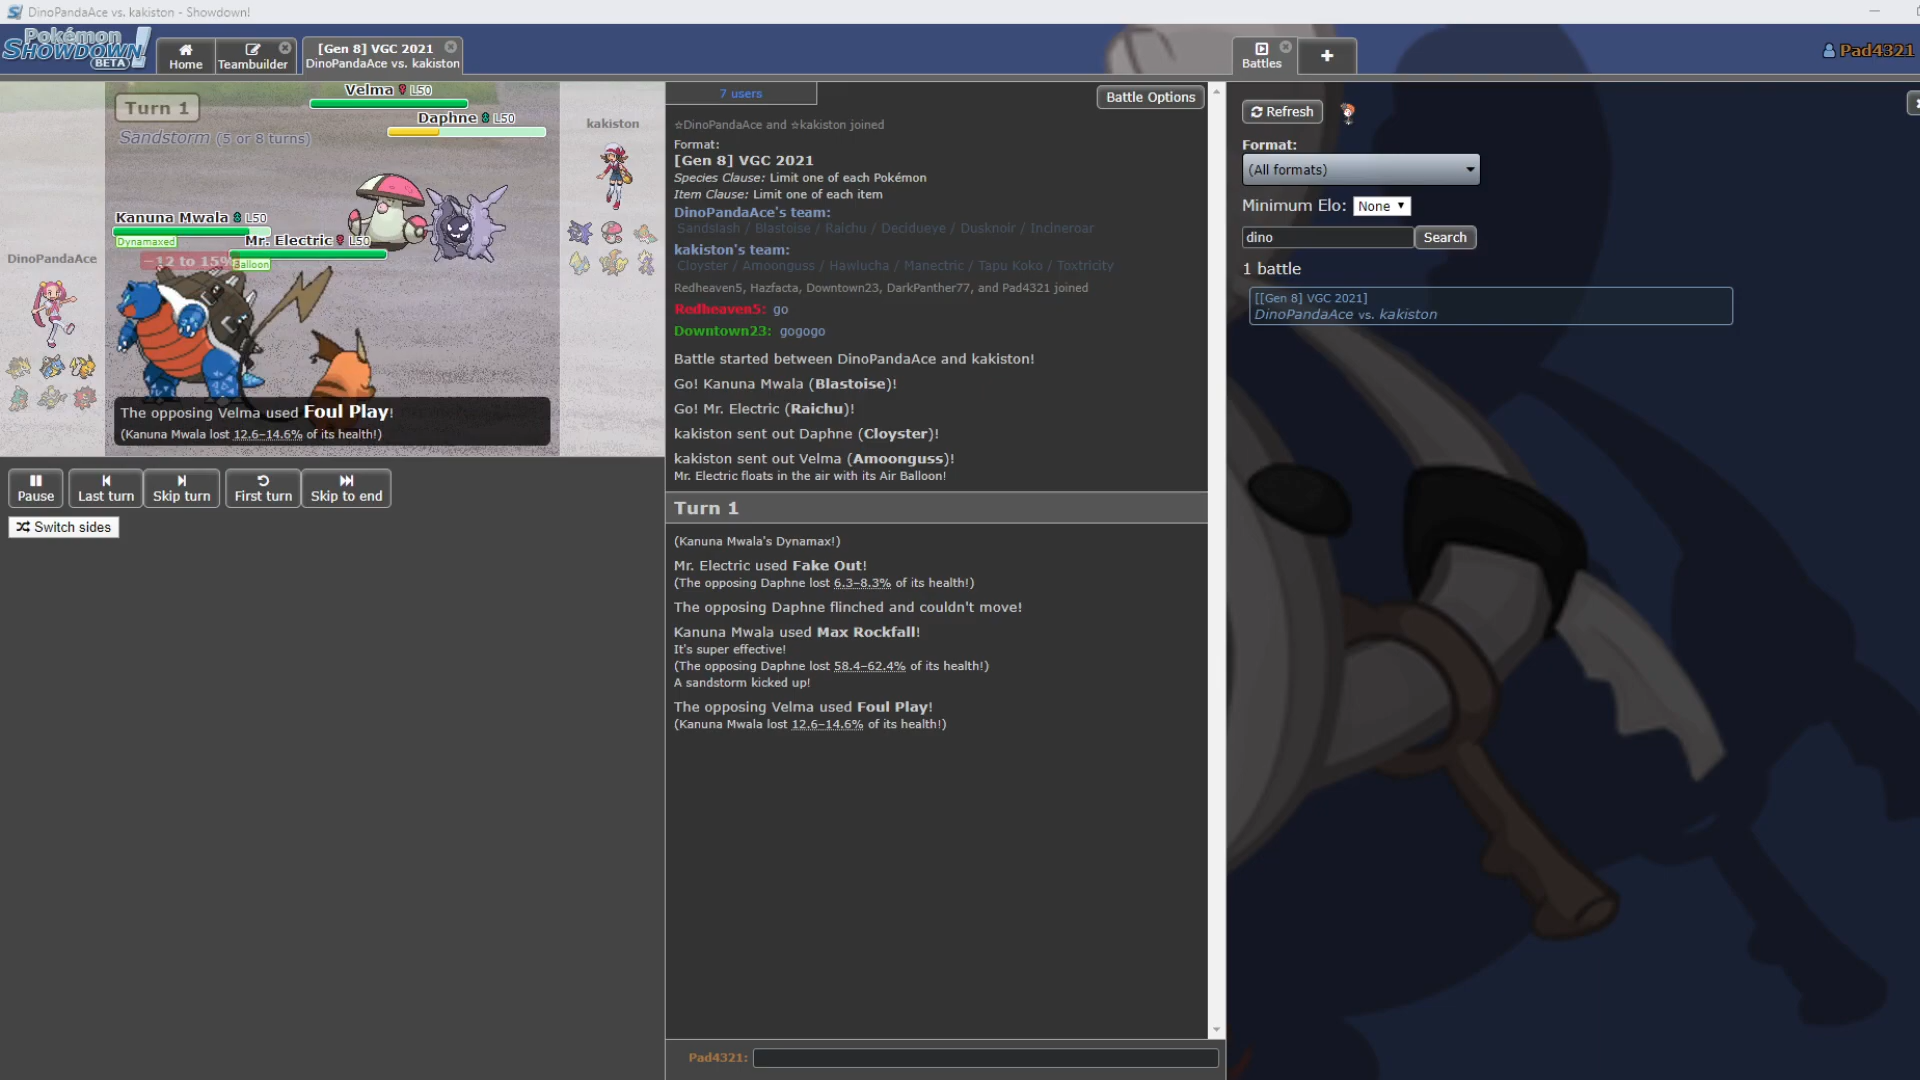 DinoPandaAce vs. kakiston - Showdown!
Pokémon
SHOWDOWN!
BETA
Home
Teambuilder
[Gen 8] VGC 2021
DinoPandaAce vs. kakiston
Battles
+
Pad4321
Turn 1
Sandstorm (5 or 8 turns)
Velma L50
Daphne L50
kakiston
Kanuna Mwala L50
Dynamaxed
Mr. Electric L50
Balloon
−12 to 15%
DinoPandaAce
The opposing Velma used Foul Play!
(Kanuna Mwala lost 12.6–14.6% of its health!)
Pause
Last turn
Skip turn
First turn
Skip to end
Switch sides
7 users
Battle Options
☆DinoPandaAce and ☆kakiston joined
Format:
[Gen 8] VGC 2021
Species Clause: Limit one of each Pokémon
Item Clause: Limit one of each item
DinoPandaAce's team:
Sandslash / Blastoise / Raichu / Decidueye / Dusknoir / Incineroar
kakiston's team:
Cloyster / Amoonguss / Hawlucha / Manectric / Tapu Koko / Toxtricity
Redheaven5, Hazfacta, Downtown23, DarkPanther77, and Pad4321 joined
Redheaven5: go
Downtown23: gogogo
Battle started between DinoPandaAce and kakiston!
Go! Kanuna Mwala (Blastoise)!
Go! Mr. Electric (Raichu)!
kakiston sent out Daphne (Cloyster)!
kakiston sent out Velma (Amoonguss)!
Mr. Electric floats in the air with its Air Balloon!
Turn 1
(Kanuna Mwala's Dynamax!)
Mr. Electric used Fake Out!
(The opposing Daphne lost 6.3–8.3% of its health!)
The opposing Daphne flinched and couldn't move!
Kanuna Mwala used Max Rockfall!
It's super effective!
(The opposing Daphne lost 58.4–62.4% of its health!)
A sandstorm kicked up!
The opposing Velma used Foul Play!
(Kanuna Mwala lost 12.6–14.6% of its health!)
Pad4321:
Refresh
Format:
(All formats)
Minimum Elo: None
dino
Search
1 battle
[[Gen 8] VGC 2021]
DinoPandaAce vs. kakiston